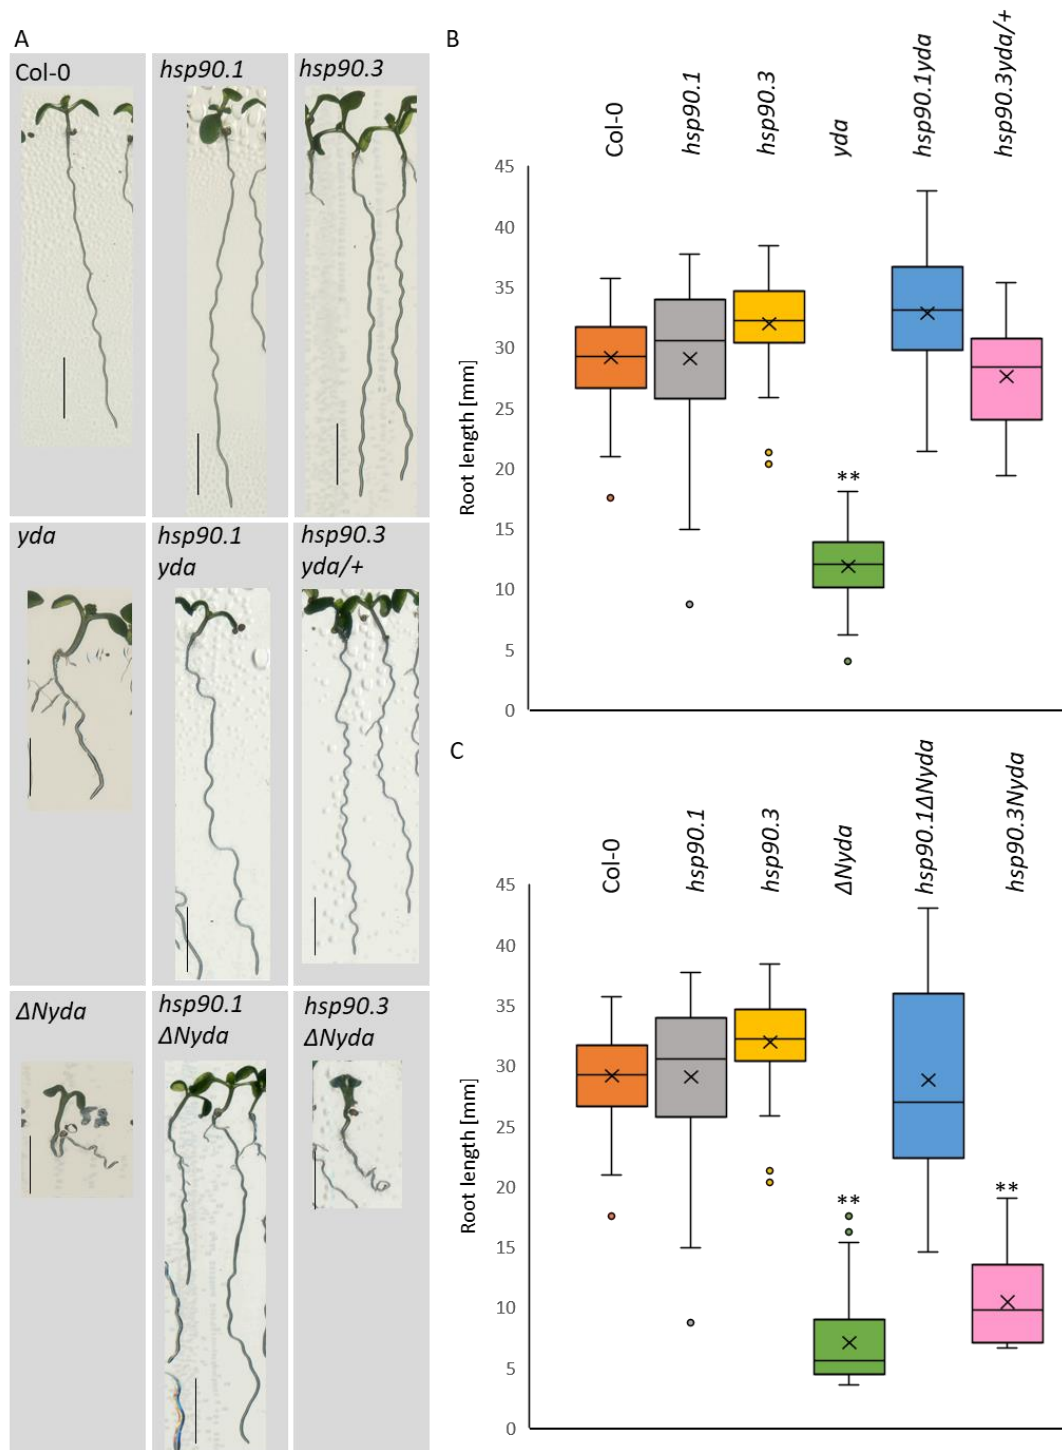 A
Col-0
hsp90.1
hsp90.3
yda
hsp90.1
yda
hsp90.3
yda/+
ΔNyda
hsp90.1
ΔNyda
hsp90.3
ΔNyda
B
Col-0
hsp90.1
hsp90.3
yda
hsp90.1yda
hsp90.3yda/+
Root length [mm]
45
40
35
30
25
20
15
10
5
0
**
C
Col-0
hsp90.1
hsp90.3
ΔNyda
hsp90.1ΔNyda
hsp90.3Nyda
Root length [mm]
45
40
35
30
25
20
15
10
5
0
**
**